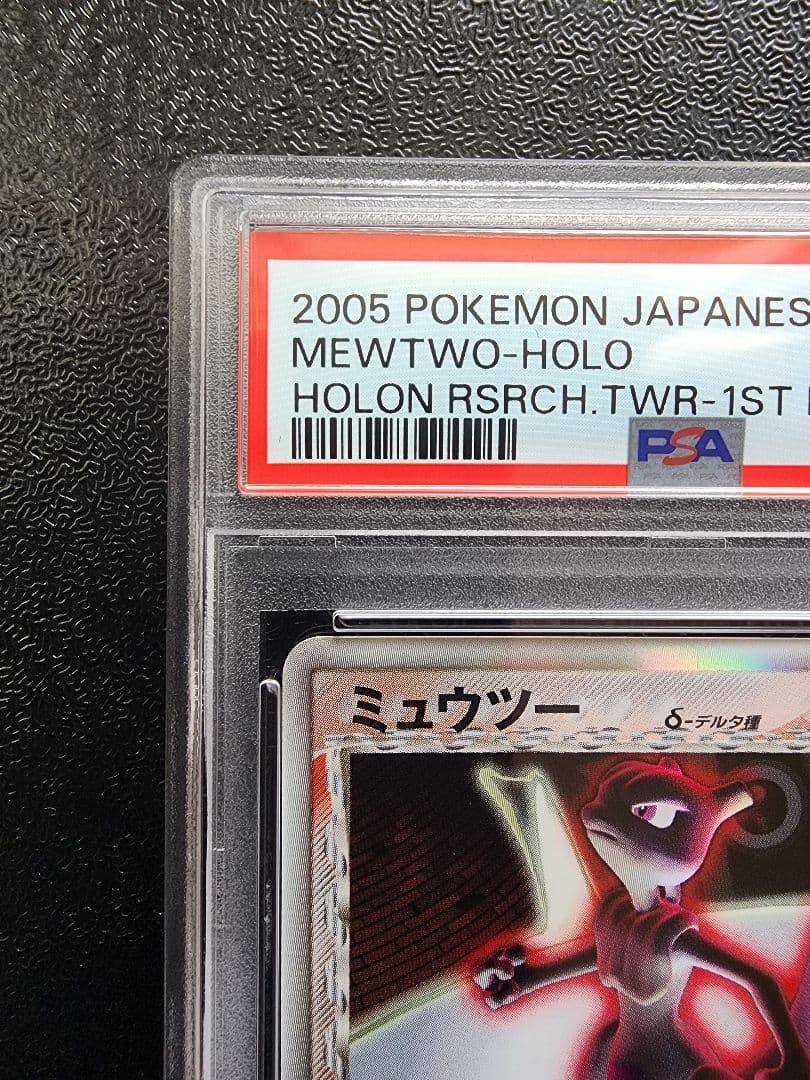 2005 POKEMON JAPANES
MEWTWO-HOLO
HOLON RSRCH.TWR-1ST
PSA
ミュウツー
δ-デルタ種